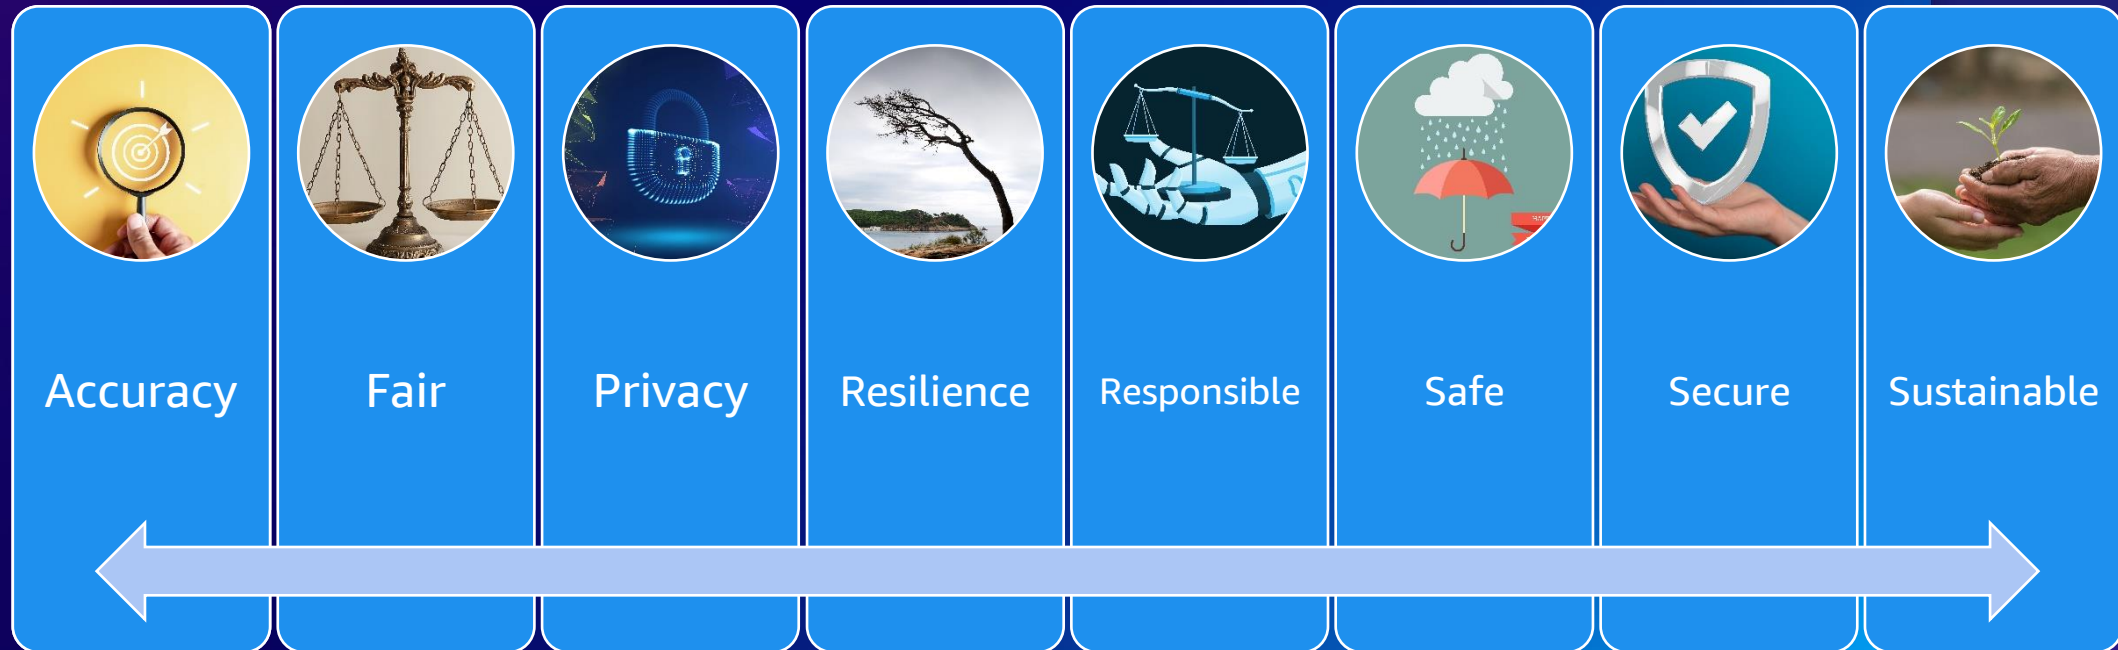 Accuracy
Fair
Privacy
Resilience
Responsible
Safe
Secure
Sustainable